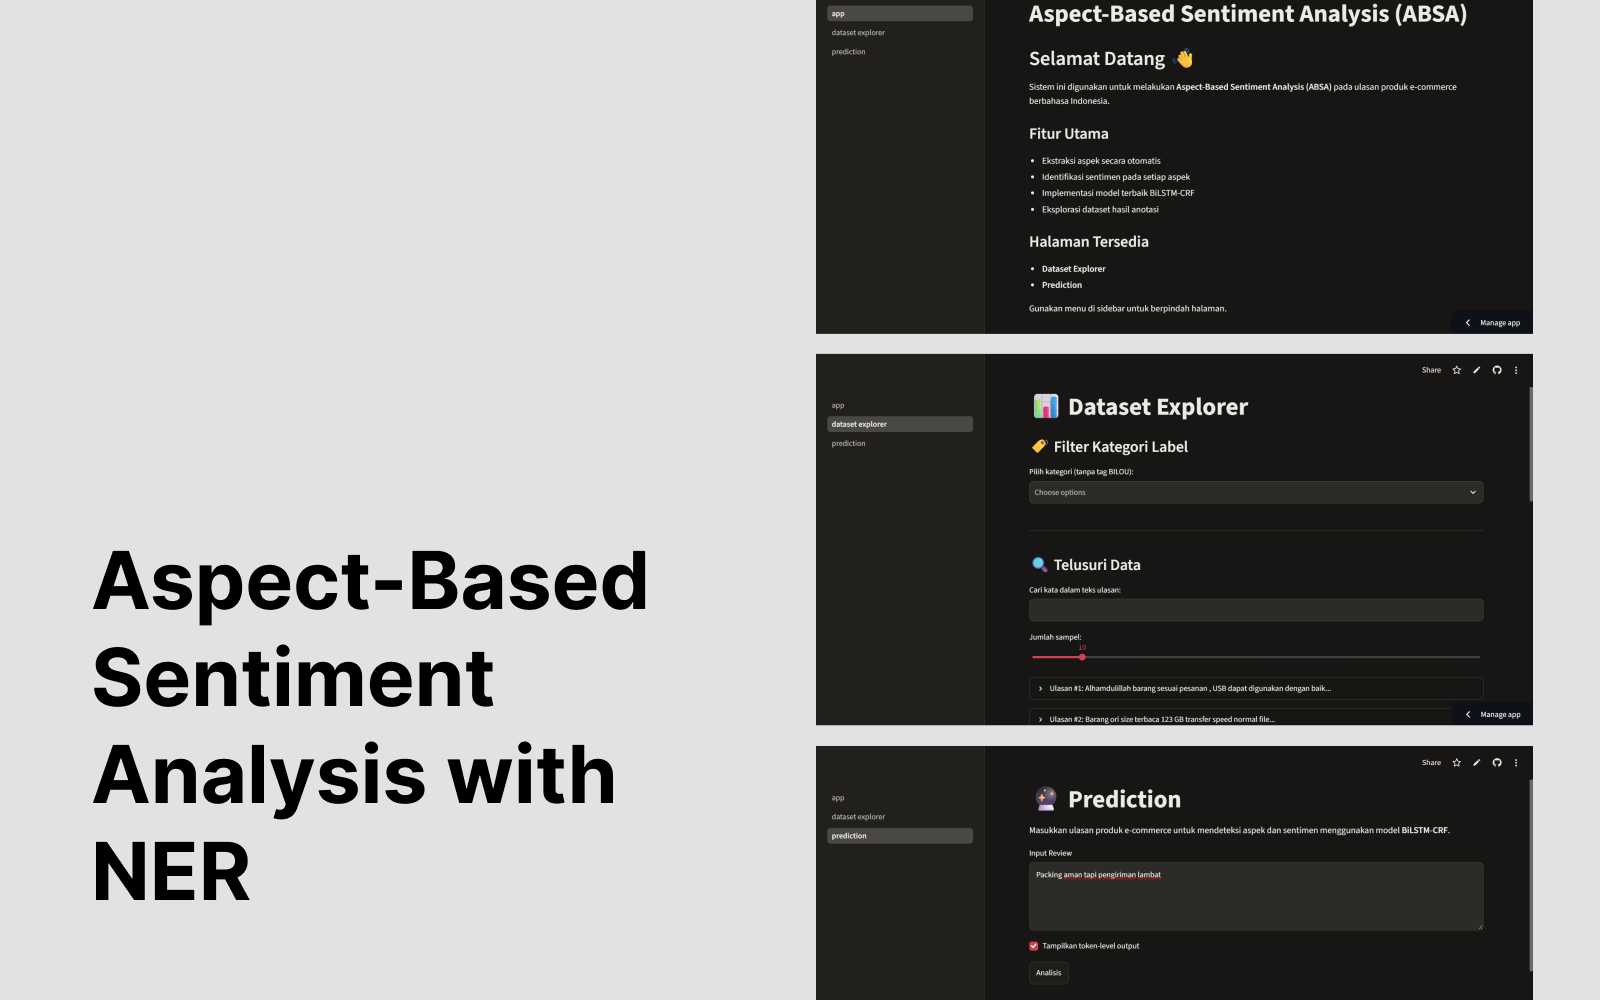 Aspect-Based
Sentiment
Analysis with
NER
app
dataset explorer
prediction
Aspect-Based Sentiment Analysis (ABSA)
Selamat Datang
Sistem ini digunakan untuk melakukan Aspect-Based Sentiment Analysis (ABSA) pada ulasan produk e-commerce
berbahasa Indonesia.
Fitur Utama
Ekstraksi aspek secara otomatis
Identifikasi sentimen pada setiap aspek
Implementasi model terbaik BiLSTM-CRF
Eksplorasi dataset hasil anotasi
Halaman Tersedia
Dataset Explorer
Prediction
Gunakan menu di sidebar untuk berpindah halaman.
Manage app
Share
app
dataset explorer
prediction
Dataset Explorer
Filter Kategori Label
Pilih kategori (tanpa tag BILOU):
Choose options
Telusuri Data
Cari kata dalam teks ulasan:
Jumlah sampel:
10
Ulasan #1: Alhamdulillah barang sesuai pesanan , USB dapat digunakan dengan baik...
Ulasan #2: Barang ori size terbaca 123 GB transfer speed normal file...
Manage app
Share
app
dataset explorer
prediction
Prediction
Masukkan ulasan produk e-commerce untuk mendeteksi aspek dan sentimen menggunakan model BiLSTM-CRF.
Input Review
Packing aman tapi pengiriman lambat
Tampilkan token-level output
Analisis